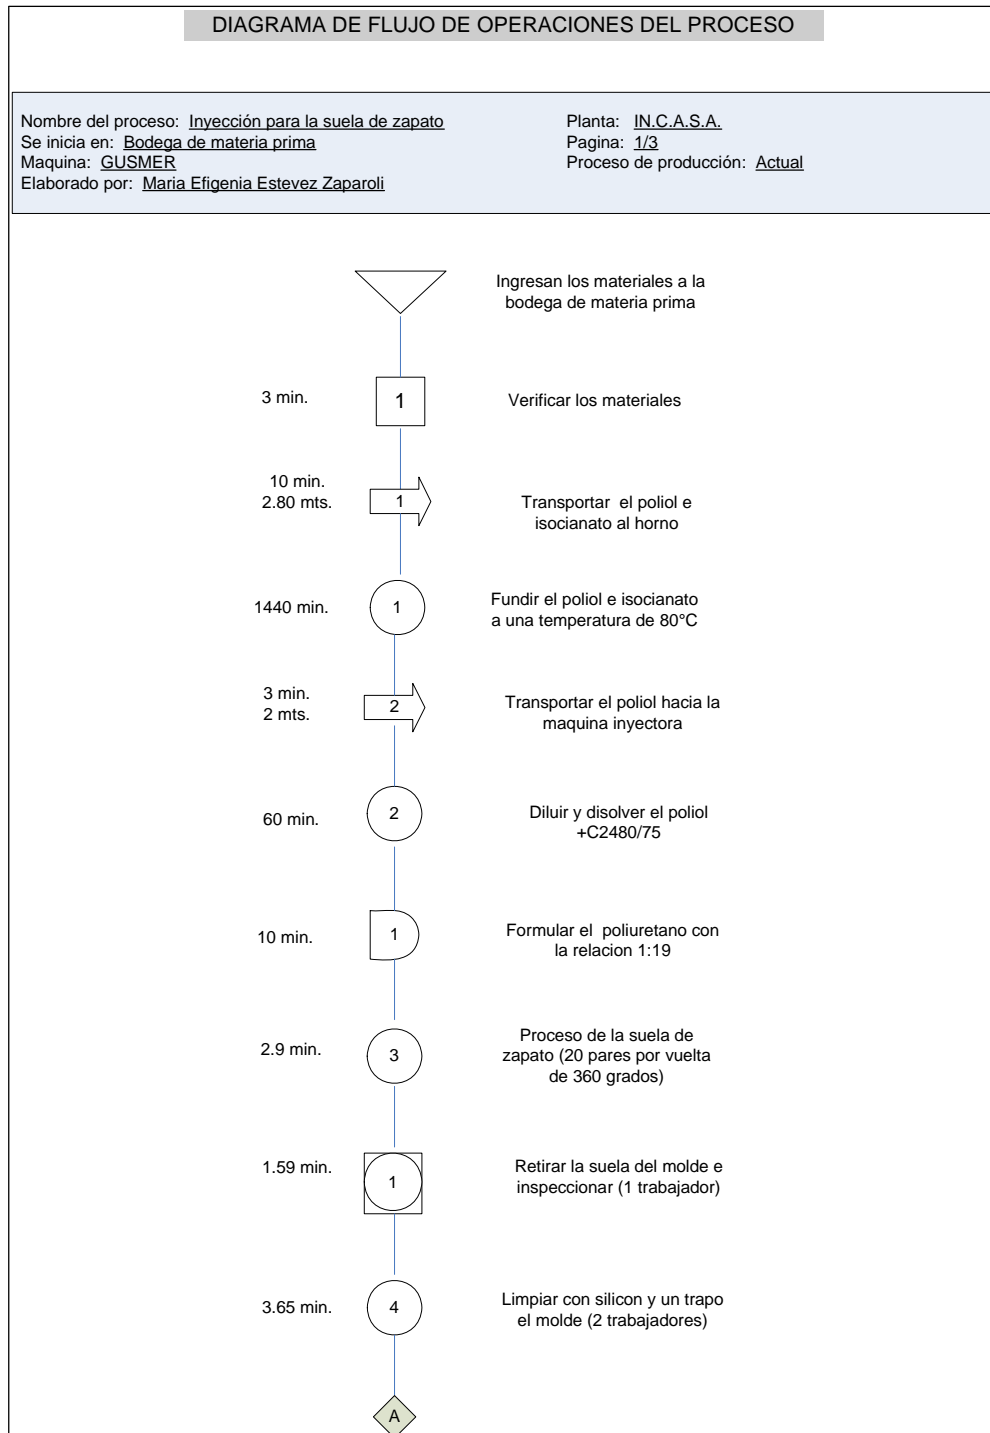 DIAGRAMA DE FLUJO DE OPERACIONES DEL PROCESO
Nombre del proceso: Inyección para la suela de zapato
Se inicia en: Bodega de materia prima
Maquina: GUSMER
Elaborado por: Maria Efigenia Estevez Zaparoli
Planta: IN.C.A.S.A.
Pagina: 1/3
Proceso de producción: Actual
Ingresan los materiales a la
bodega de materia prima
3 min.
1
Verificar los materiales
10 min.
2.80 mts.
1
Transportar el poliol e
isocianato al horno
1440 min.
1
Fundir el poliol e isocianato
a una temperatura de 80°C
3 min.
2 mts.
2
Transportar el poliol hacia la
maquina inyectora
60 min.
2
Diluir y disolver el poliol
+C2480/75
10 min.
1
Formular el poliuretano con
la relacion 1:19
2.9 min.
3
Proceso de la suela de
zapato (20 pares por vuelta
de 360 grados)
1.59 min.
1
Retirar la suela del molde e
inspeccionar (1 trabajador)
3.65 min.
4
Limpiar con silicon y un trapo
el molde (2 trabajadores)
A